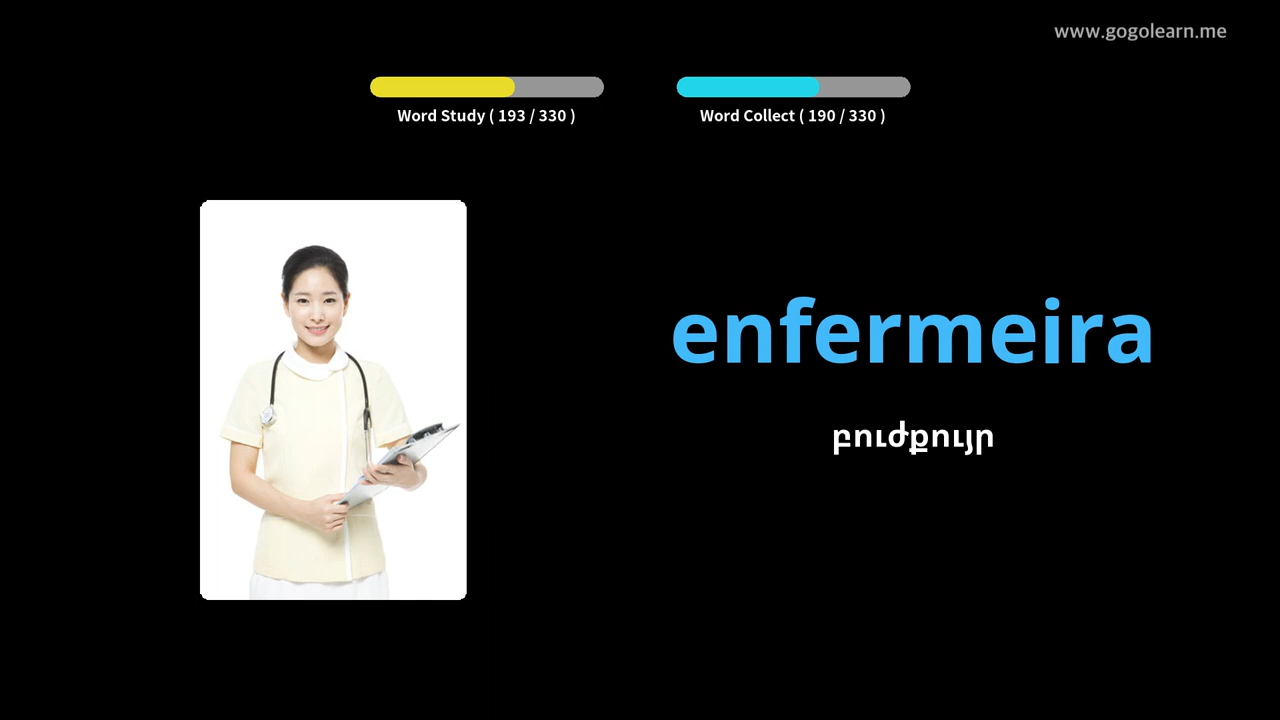 www.gogolearn.me
Word Study ( 193 / 330 )
Word Collect ( 190 / 330 )
enfermeira
բուժքույր